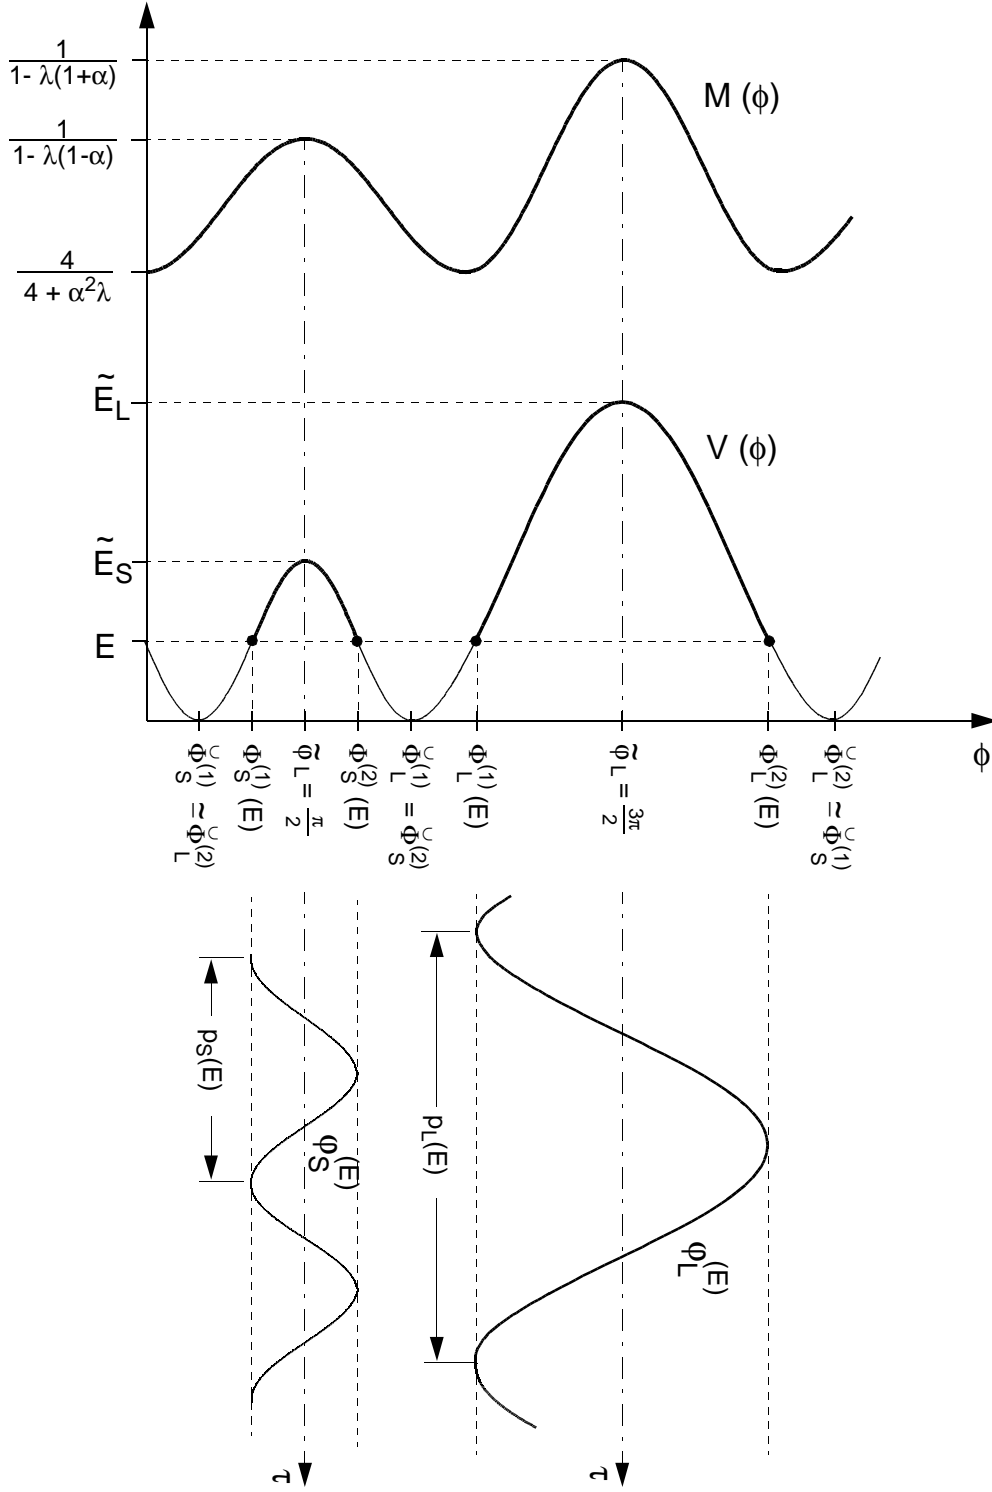 1
1- λ(1+α)
M (ϕ)
1
1- λ(1-α)
4
4 + α²λ
Ẽ_L
V (ϕ)
Ẽ_S
E
ϕ
Φ̆_S^(1) ≃ Φ̆_L^(2)
Φ_S^(1) (E)
φ̃_L = π/2
Φ_S^(2) (E)
Φ̆_L^(1) = Φ̆_S^(2)
Φ_L^(1) (E)
φ̃_L = 3π/2
Φ_L^(2) (E)
Φ̆_L^(2) ≃ Φ̆_S^(1)
p_S(E)
φ_S^(E)
p_L(E)
φ_L^(E)
τ
τ